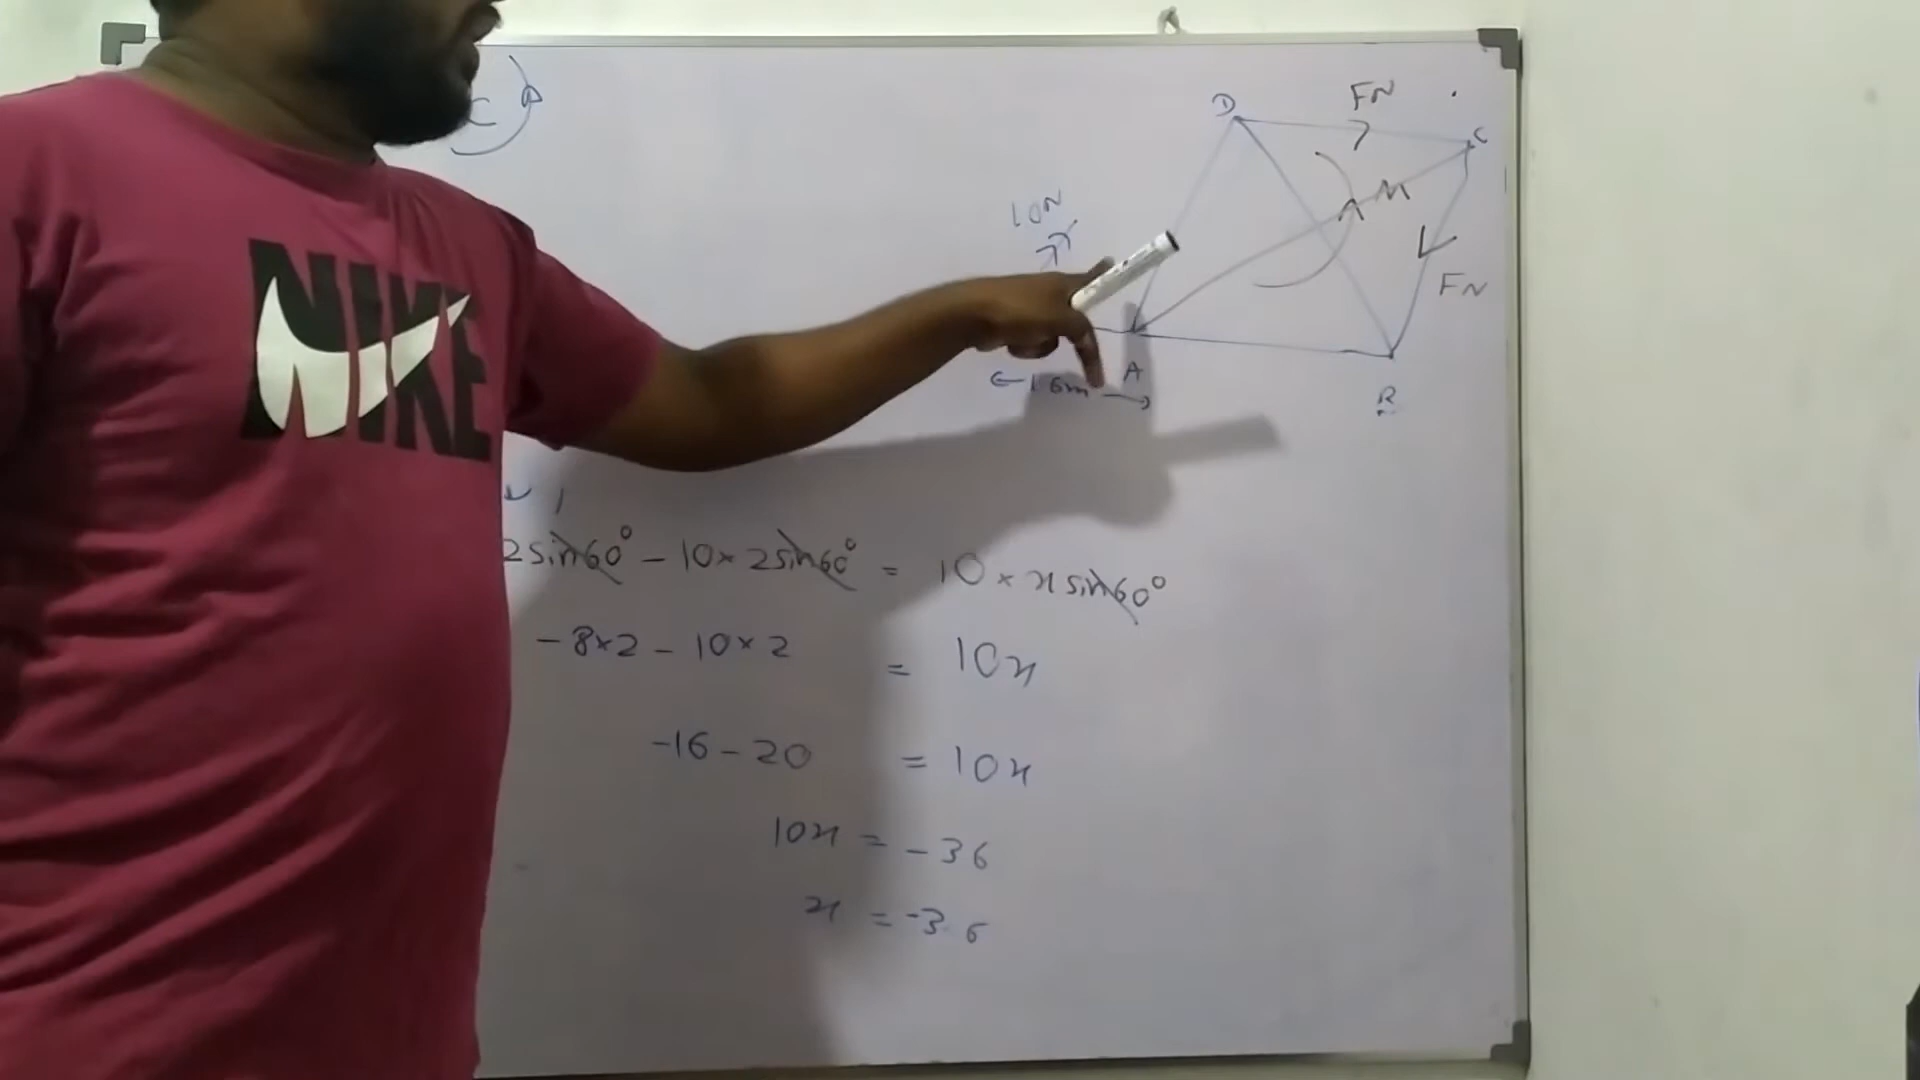 NIKE
C
D
FN
C
M
10N
FN
A
1.6m
B
2sin60° - 10×2sin60° = 10×x sin60°
-8×2 - 10×2 = 10x
-16 - 20 = 10x
10x = -36
x = -3.6